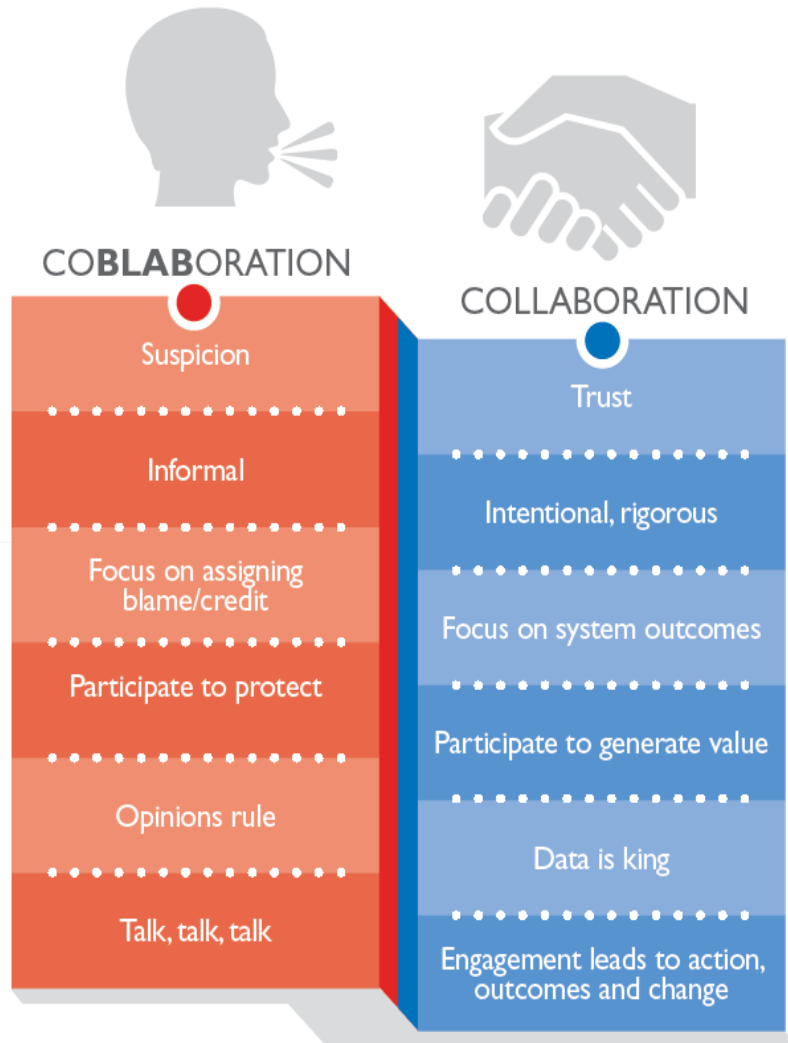 COBLABORATION
Suspicion
Informal
Focus on assigning
blame/credit
Participate to protect
Opinions rule
Talk, talk, talk
COLLABORATION
Trust
Intentional, rigorous
Focus on system outcomes
Participate to generate value
Data is king
Engagement leads to action,
outcomes and change